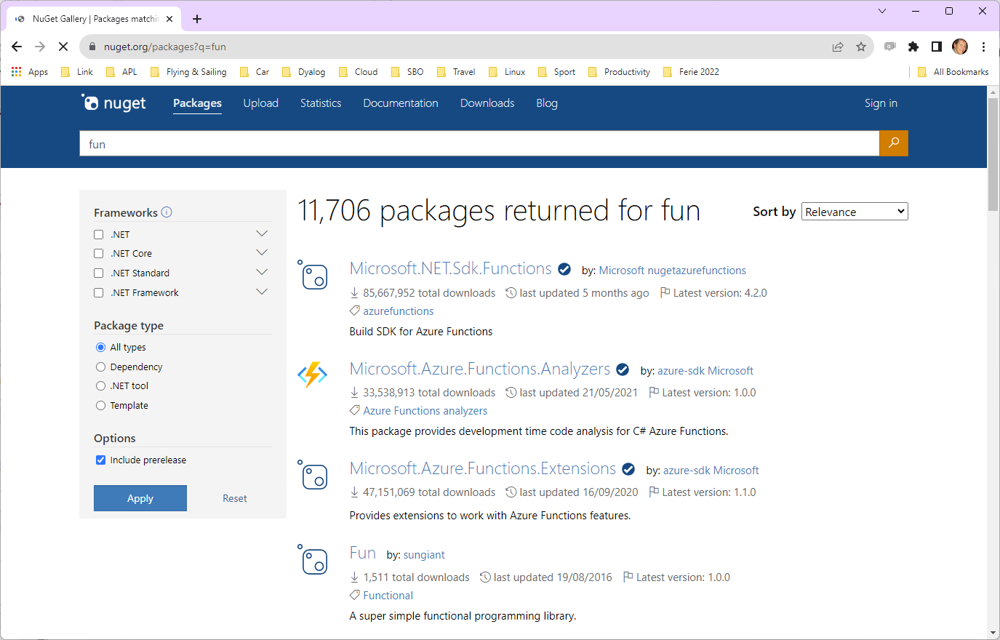 NuGet Gallery | Packages matchin
nuget.org/packages?q=fun
Apps Link APL Flying & Sailing Car Dyalog Cloud SBO Travel Linux Sport Productivity Ferie 2022 All Bookmarks
nuget Packages Upload Statistics Documentation Downloads Blog Sign in
fun
Frameworks
.NET
.NET Core
.NET Standard
.NET Framework
Package type
All types
Dependency
.NET tool
Template
Options
Include prerelease
Apply Reset
11,706 packages returned for fun
Sort by Relevance
Microsoft.NET.Sdk.Functions by: Microsoft nugetazurefunctions
85,667,952 total downloads last updated 5 months ago Latest version: 4.2.0
azurefunctions
Build SDK for Azure Functions
Microsoft.Azure.Functions.Analyzers by: azure-sdk Microsoft
33,538,913 total downloads last updated 21/05/2021 Latest version: 1.0.0
Azure Functions analyzers
This package provides development time code analysis for C# Azure Functions.
Microsoft.Azure.Functions.Extensions by: azure-sdk Microsoft
47,151,069 total downloads last updated 16/09/2020 Latest version: 1.1.0
Provides extensions to work with Azure Functions features.
Fun by: sungiant
1,511 total downloads last updated 19/08/2016 Latest version: 1.0.0
Functional
A super simple functional programming library.